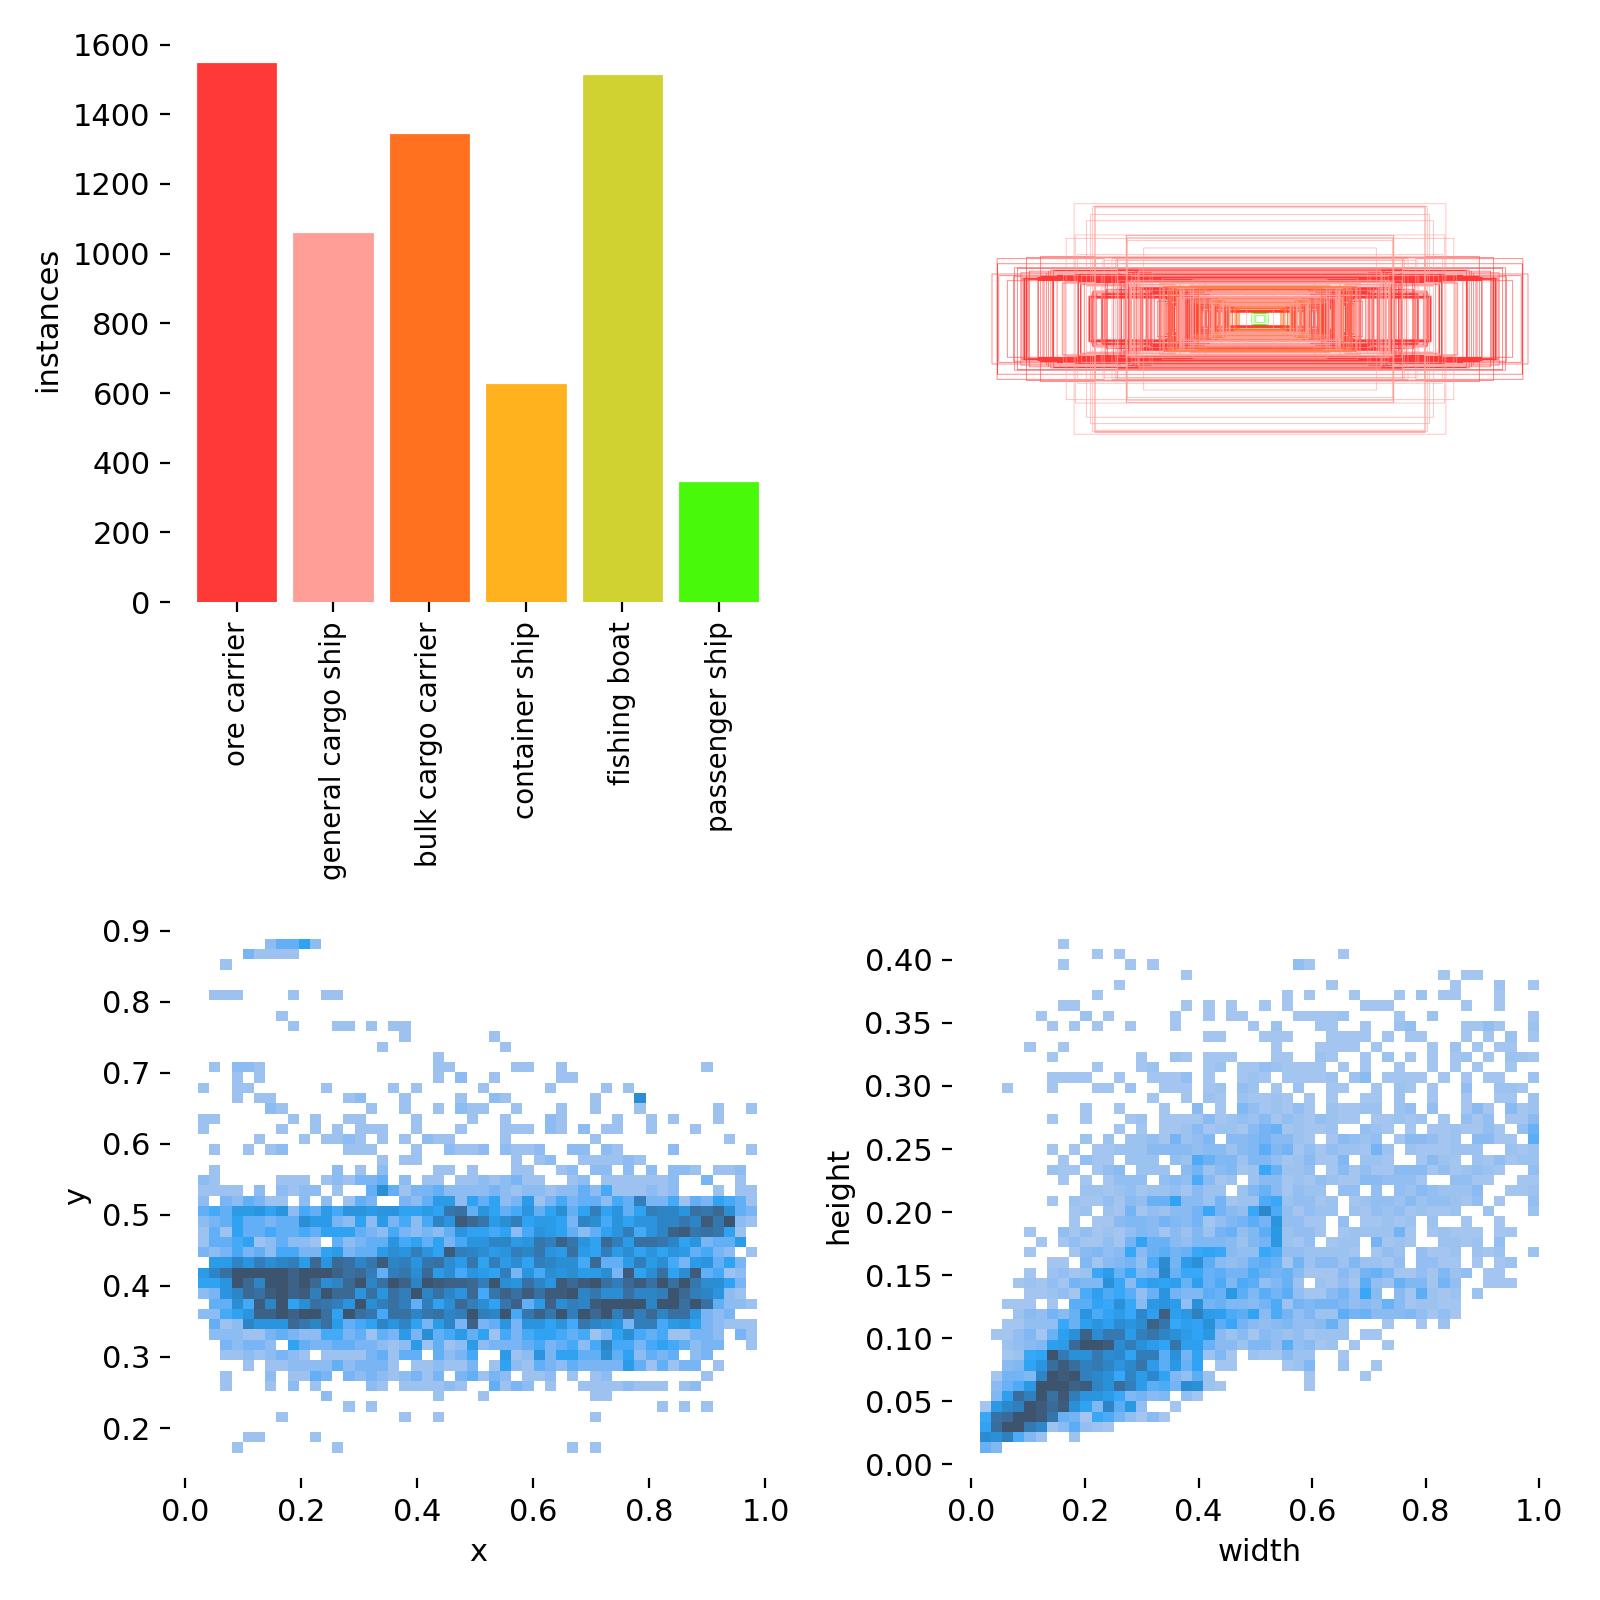 1600
1400
1200
1000
800
600
400
200
0
instances
ore carrier
general cargo ship
bulk cargo carrier
container ship
fishing boat
passenger ship
0.9
0.8
0.7
0.6
0.5
0.4
0.3
0.2
y
0.0 0.2 0.4 0.6 0.8 1.0
x
0.40
0.35
0.30
0.25
0.20
0.15
0.10
0.05
0.00
height
0.0 0.2 0.4 0.6 0.8 1.0
width